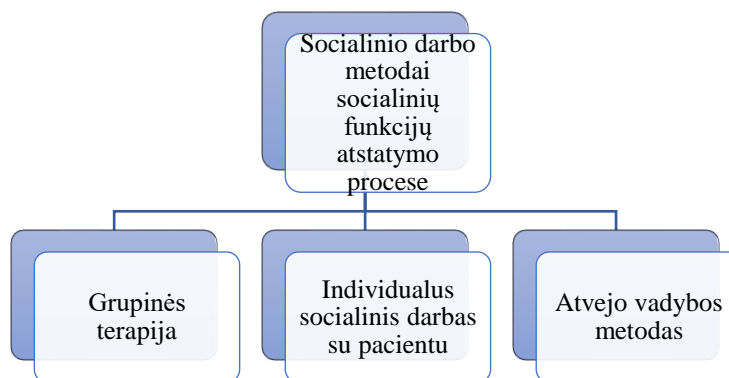 Socialinio darbo
metodai
socialinių
funkcijų
atstatymo
procese
Grupinės
terapija
Individualus
socialinis darbas
su pacientu
Atvejo vadybos
metodas